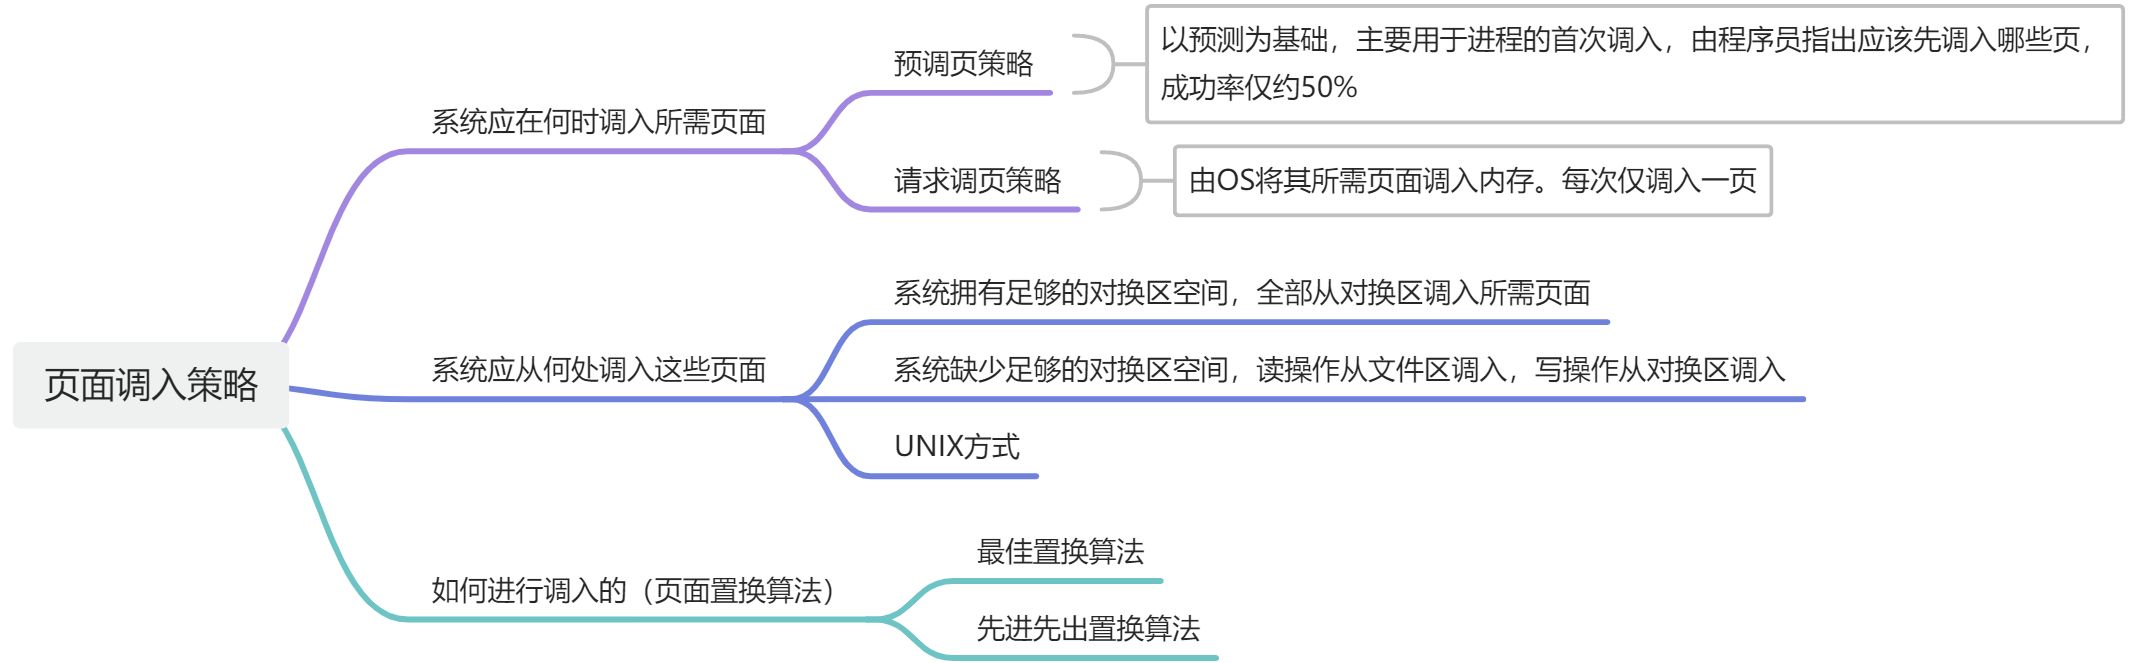 页面调入策略
系统应在何时调入所需页面
预调页策略
以预测为基础，主要用于进程的首次调入，由程序员指出应该先调入哪些页，
成功率仅约50%
请求调页策略
由OS将其所需页面调入内存。每次仅调入一页
系统应从何处调入这些页面
系统拥有足够的对换区空间，全部从对换区调入所需页面
系统缺少足够的对换区空间，读操作从文件区调入，写操作从对换区调入
UNIX方式
如何进行调入的（页面置换算法）
最佳置换算法
先进先出置换算法